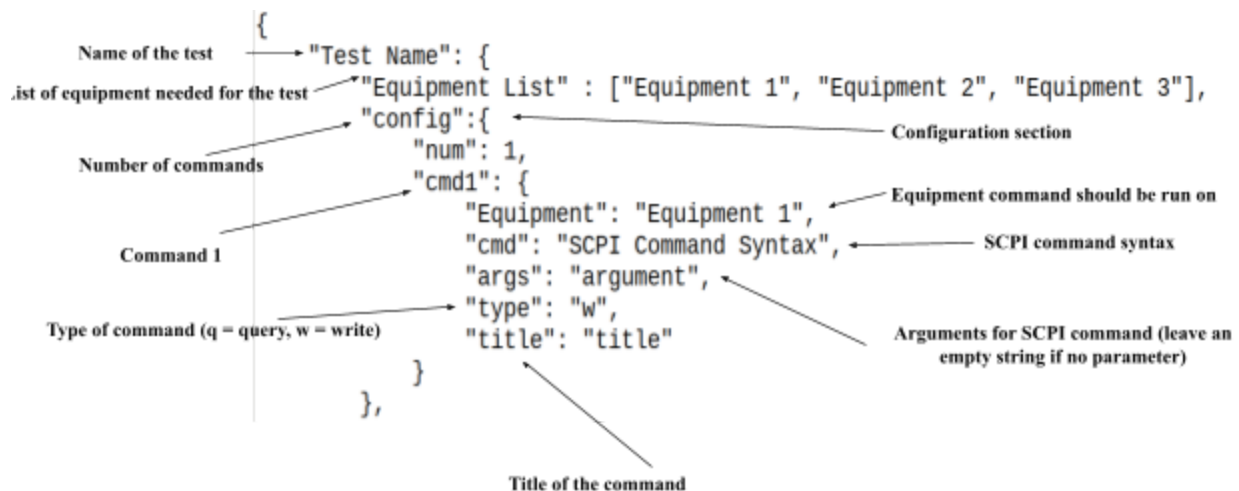 {
Name of the test
"Test Name": {
ist of equipment needed for the test
"Equipment List" : ["Equipment 1", "Equipment 2", "Equipment 3"],
"config":{
Configuration section
Number of commands
"num": 1,
"cmd1": {
Equipment command should be run on
"Equipment": "Equipment 1",
Command 1
"cmd": "SCPI Command Syntax",
SCPI command syntax
"args": "argument",
Type of command (q = query, w = write)
"type": "w",
Arguments for SCPI command (leave an
empty string if no parameter)
"title": "title"
}
},
Title of the command